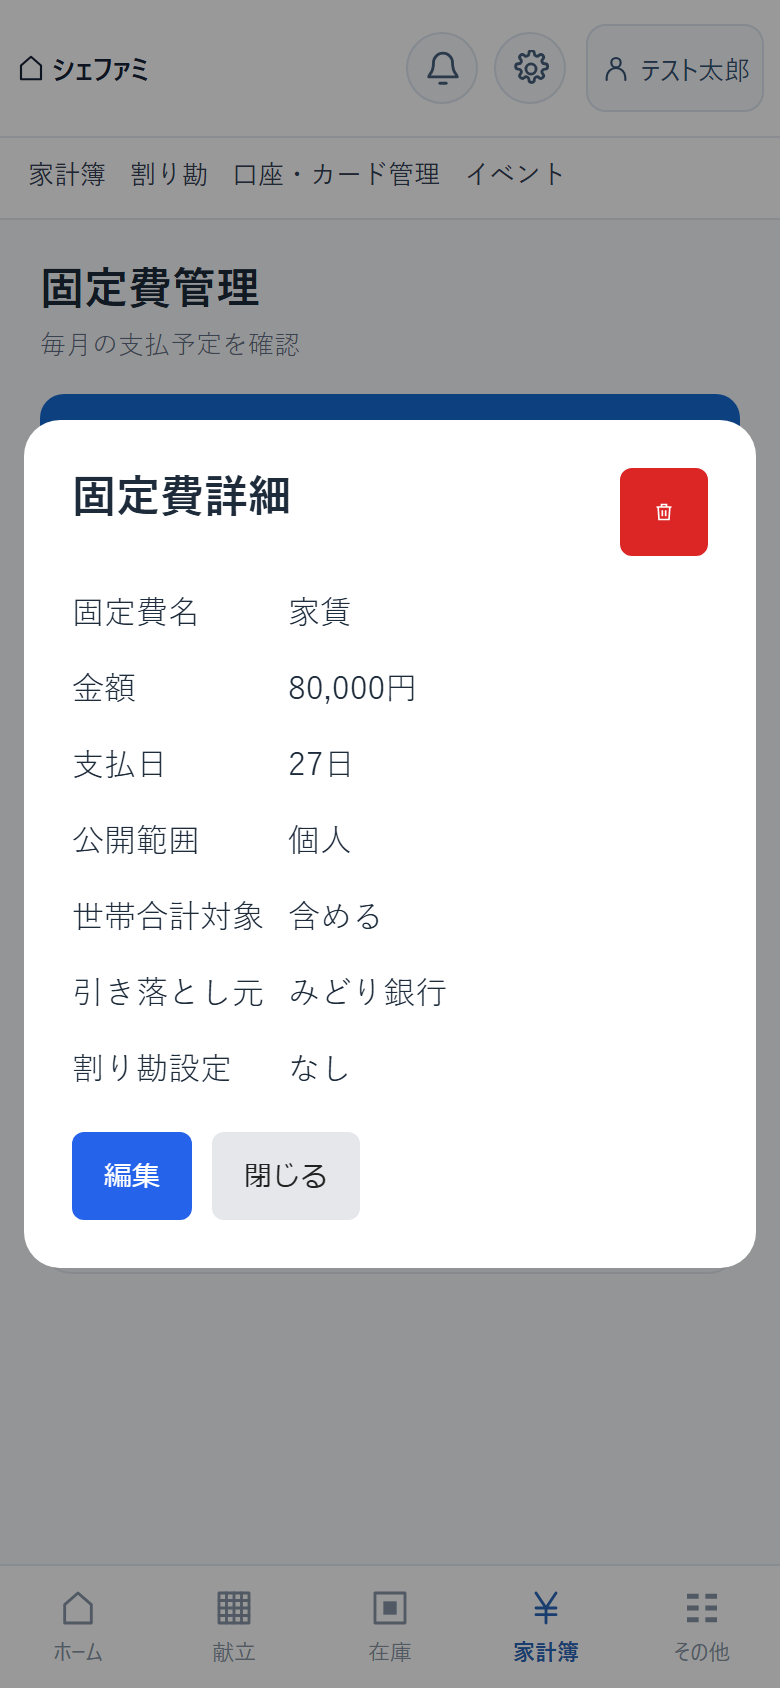 シェファミ
テスト太郎
家計簿 割り勘 口座・カード管理 イベント
固定費管理
毎月の支払予定を確認
固定費詳細
固定費名 家賃
金額 80,000円
支払日 27日
公開範囲 個人
世帯合計対象 含める
引き落とし元 みどり銀行
割り勘設定 なし
編集 閉じる
ホーム 献立 在庫 家計簿 その他